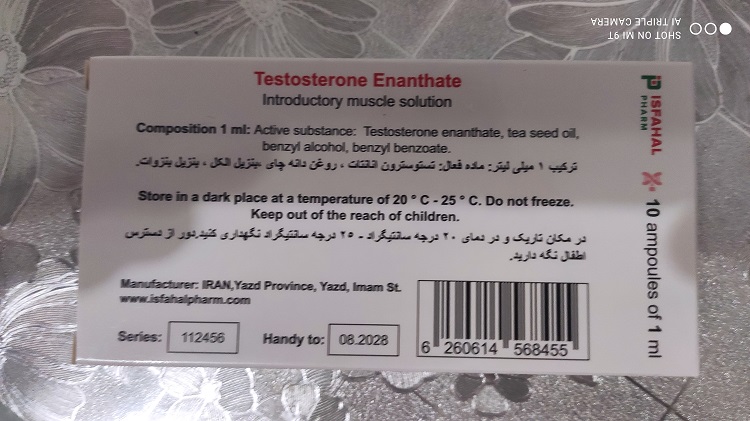 Testosterone Enanthate
Introductory muscle solution
Composition 1 ml: Active substance: Testosterone enanthate, tea seed oil,
benzyl alcohol, benzyl benzoate.
ترکیب ۱ میلی لیتر: ماده فعال: تستوسترون انانتات ، روغن دانه چای ،بنزیل الکل ، بنزیل بنزوات.
Store in a dark place at a temperature of 20 ° C - 25 ° C. Do not freeze.
Keep out of the reach of children.
در مکان تاریک و در دمای ۲۰ درجه سانتیگراد - ۲۵ درجه سانتیگراد نگهداری کنید.دور از دسترس
اطفال نگه دارید.
Manufacturer: IRAN,Yazd Province, Yazd, Imam St.
www.isfahalpharm.com
Series: 112456 Handy to: 08.2028
6 260614 568455
ISFAHAL
PHARM
10 ampoules of 1 ml
SHOT ON MI 9T
AI TRIPLE CAMERA